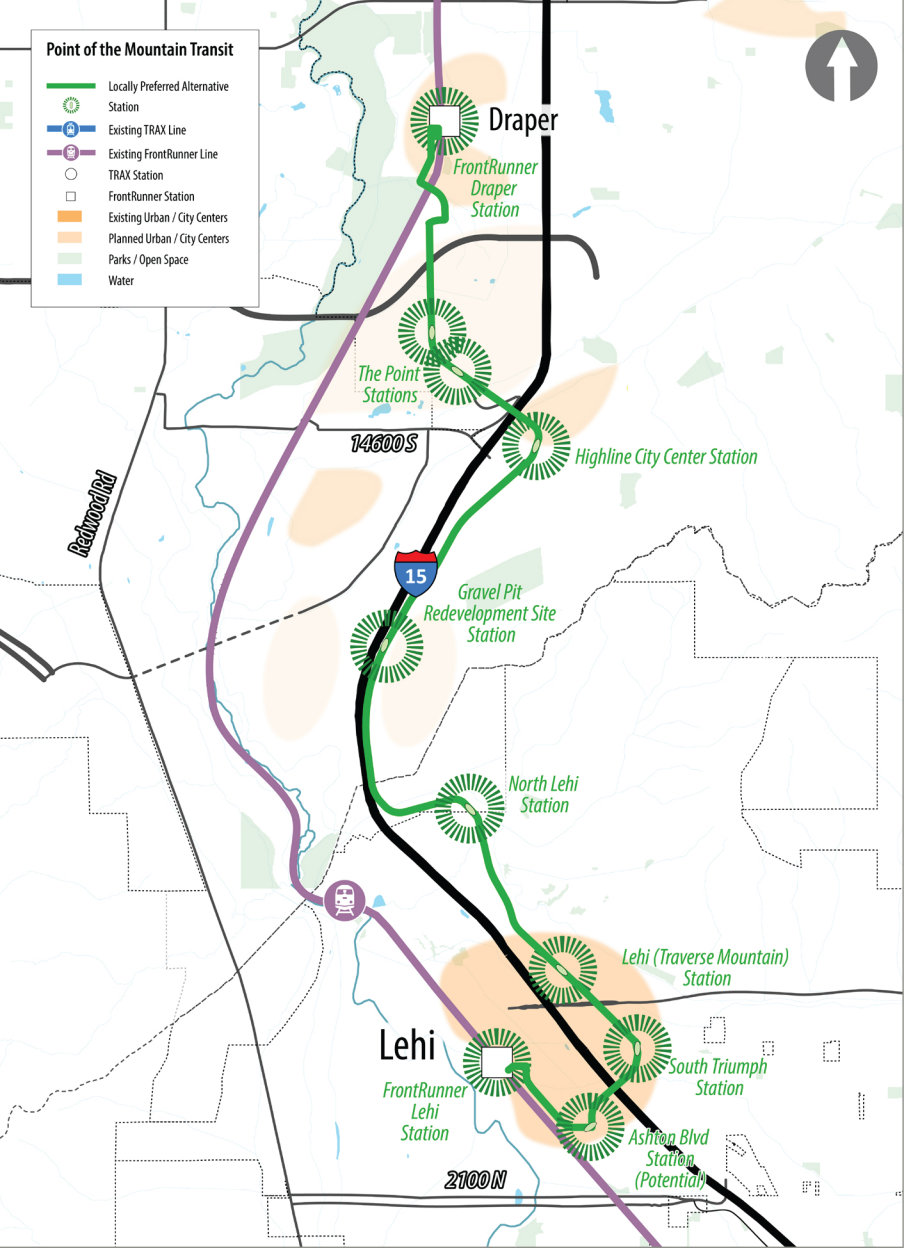 Point of the Mountain Transit
Locally Preferred Alternative
Station
Existing TRAX Line
Existing FrontRunner Line
TRAX Station
FrontRunner Station
Existing Urban / City Centers
Planned Urban / City Centers
Parks / Open Space
Water
Draper
FrontRunner
Draper
Station
The Point
Stations
14600 S
Highline City Center Station
Redwood Rd
15
Gravel Pit
Redevelopment Site
Station
North Lehi
Station
Lehi (Traverse Mountain)
Station
Lehi
South Triumph
Station
FrontRunner
Lehi
Station
Ashton Blvd
Station
(Potential)
2100 N